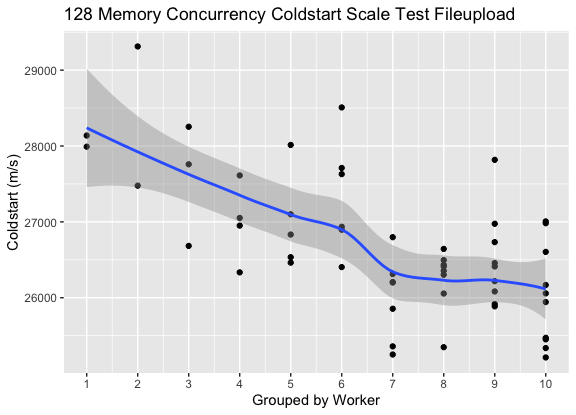 128 Memory Concurrency Coldstart Scale Test Fileupload
29000
28000
27000
26000
Coldstart (m/s)
1 2 3 4 5 6 7 8 9 10
Grouped by Worker